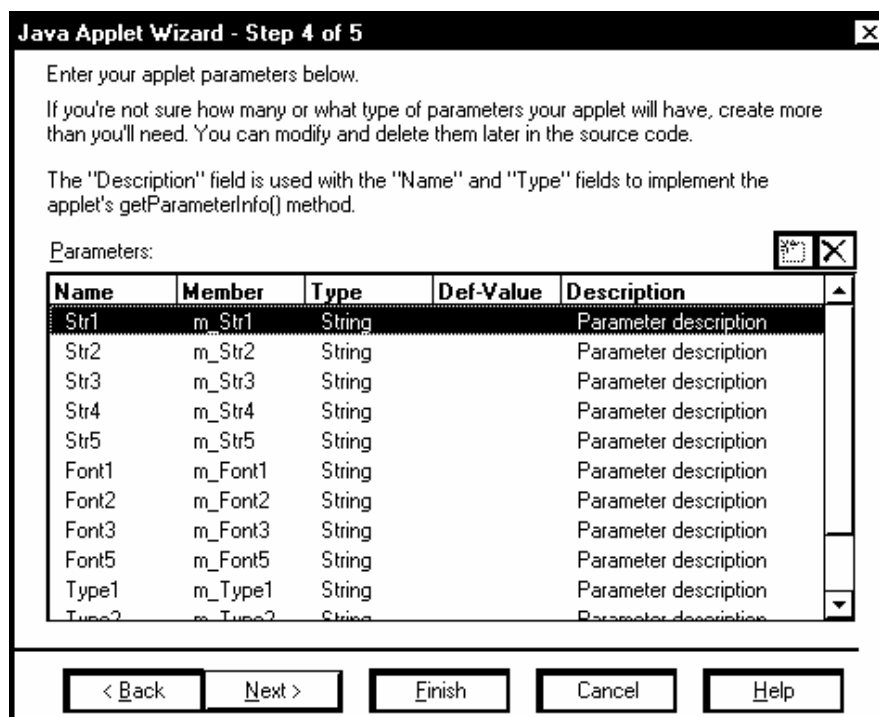 Java Applet Wizard - Step 4 of 5
Enter your applet parameters below.
If you're not sure how many or what type of parameters your applet will have, create more
than you'll need. You can modify and delete them later in the source code.
The "Description" field is used with the "Name" and "Type" fields to implement the
applet's getParameterInfo() method.
Parameters:
Name Member Type Def-Value Description
Str1 m_Str1 String Parameter description
Str2 m_Str2 String Parameter description
Str3 m_Str3 String Parameter description
Str4 m_Str4 String Parameter description
Str5 m_Str5 String Parameter description
Font1 m_Font1 String Parameter description
Font2 m_Font2 String Parameter description
Font3 m_Font3 String Parameter description
Font5 m_Font5 String Parameter description
Type1 m_Type1 String Parameter description
Type2 m_Type2 String Parameter description
< Back Next > Finish Cancel Help